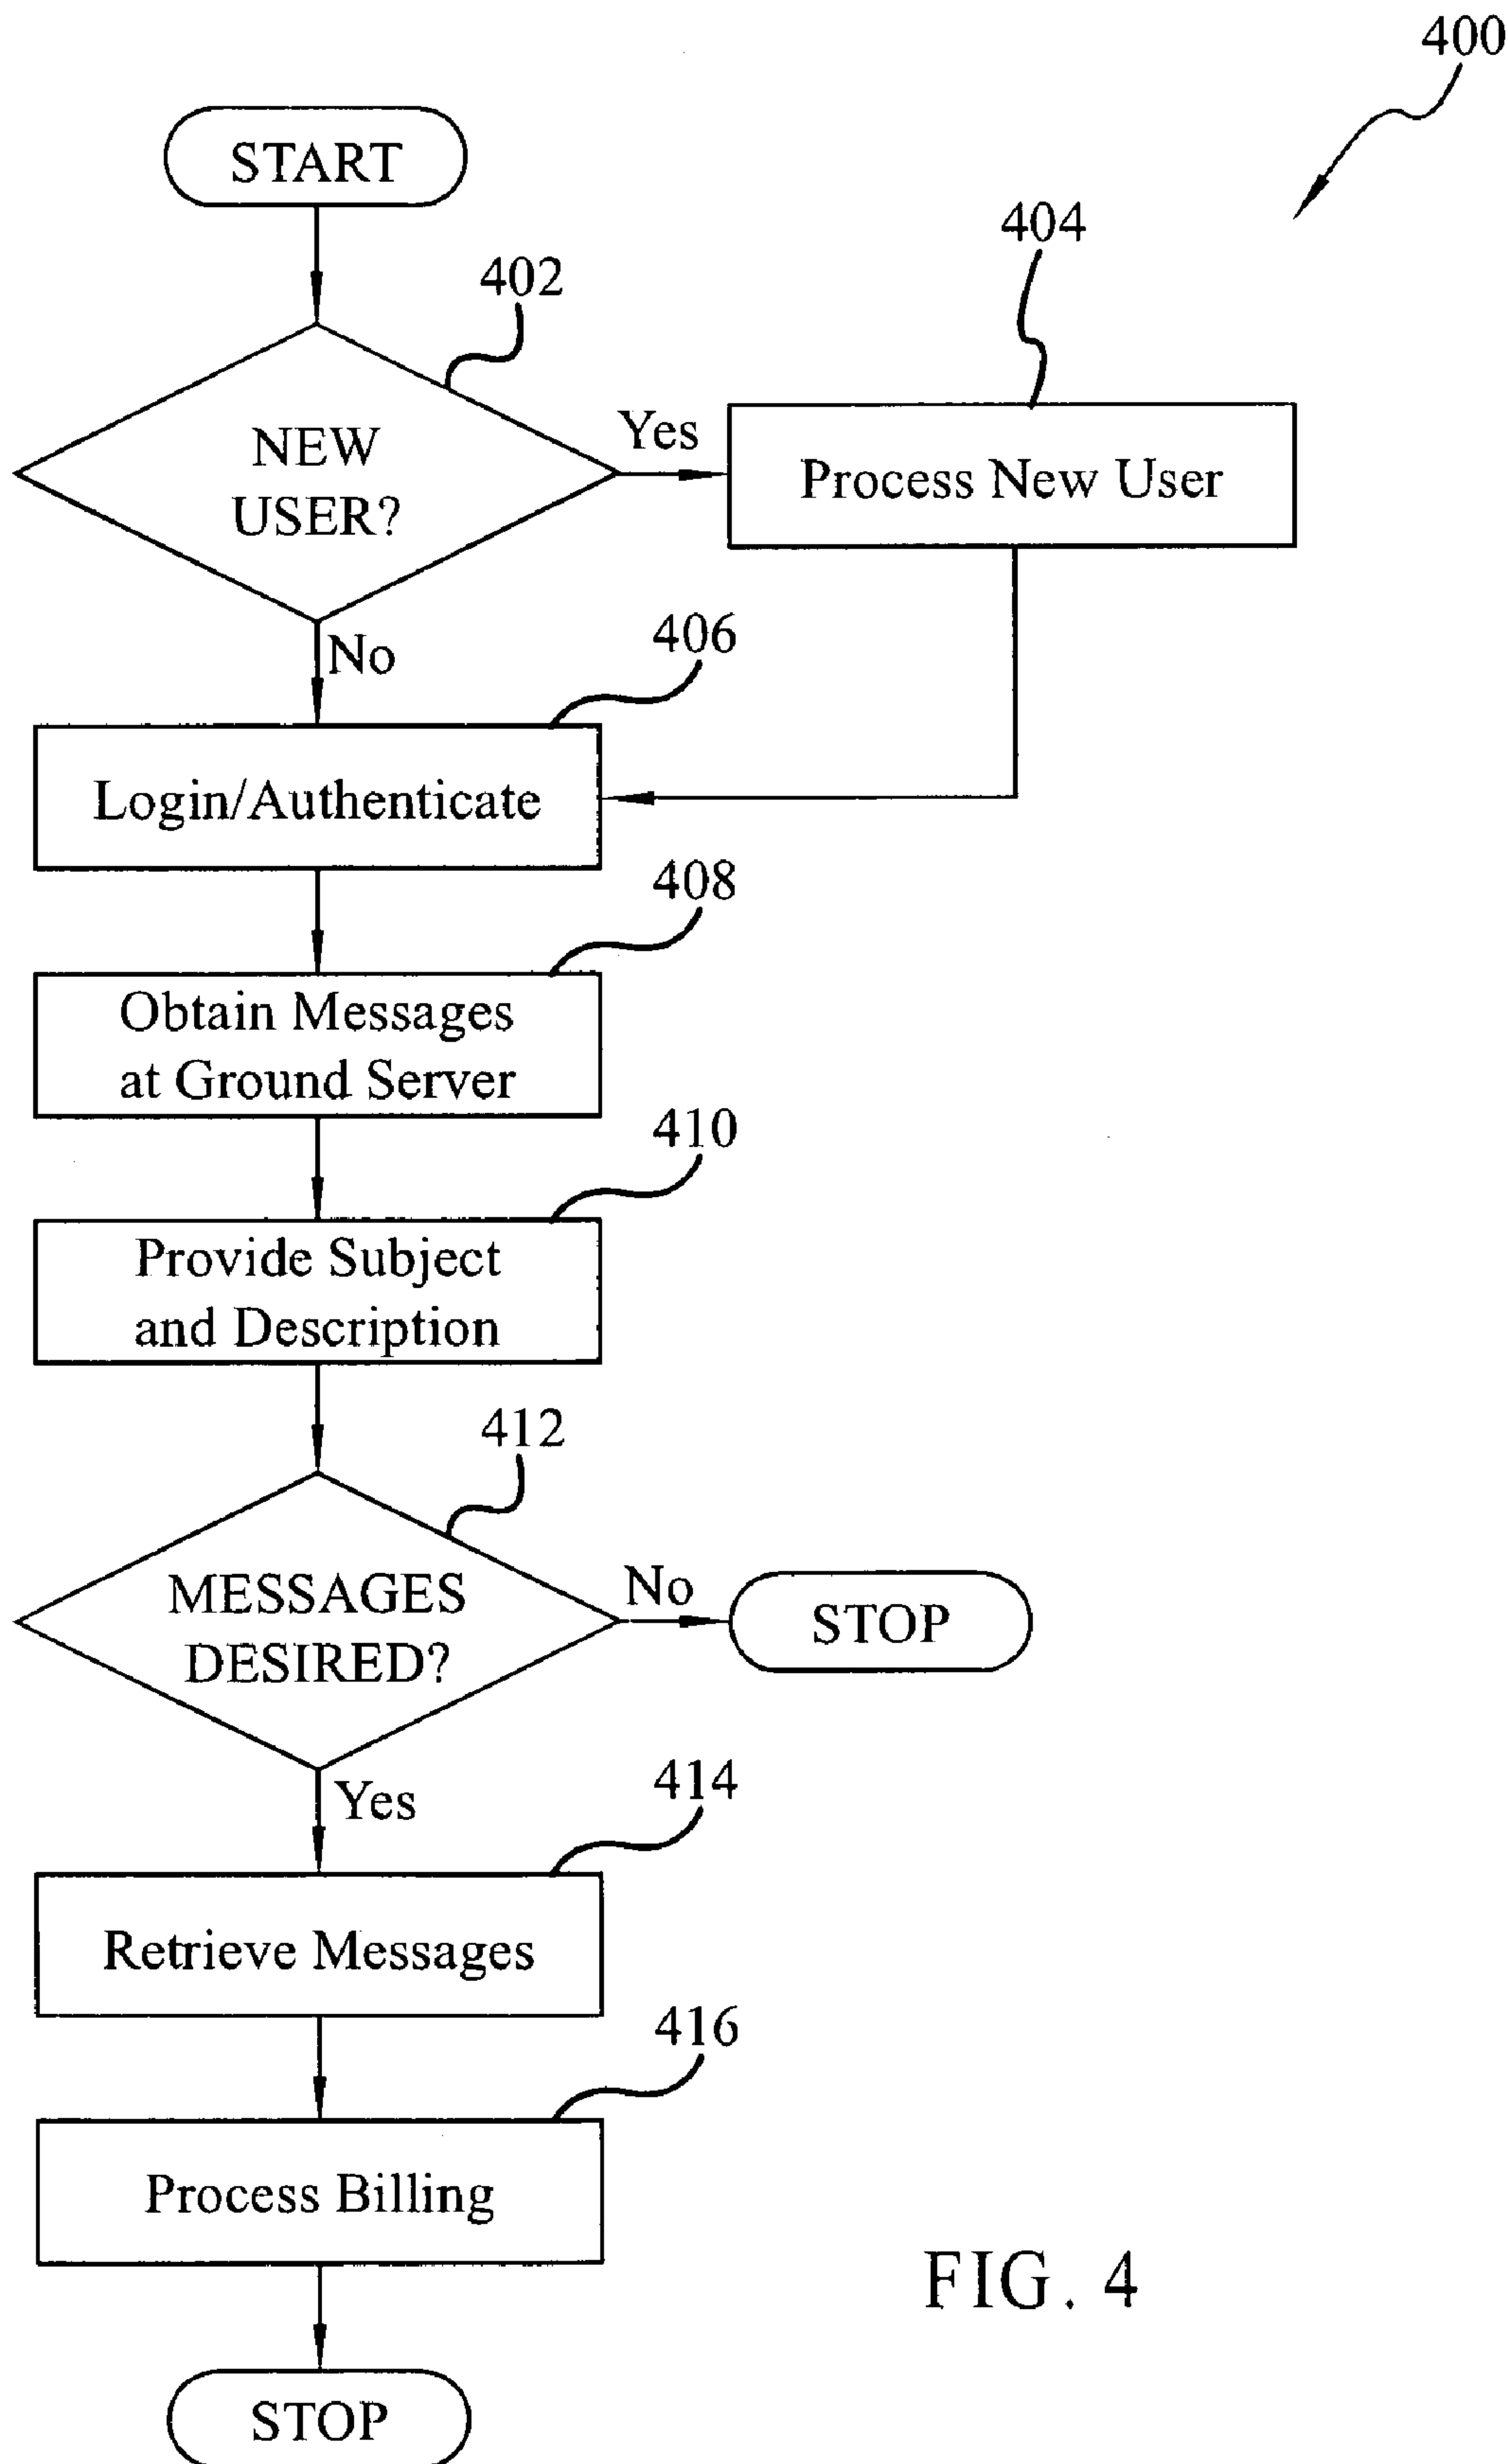 400
START
402
404
NEW
USER?
Yes
Process New User
No
406
Login/Authenticate
408
Obtain Messages
at Ground Server
410
Provide Subject
and Description
412
MESSAGES
DESIRED?
No
STOP
Yes
414
Retrieve Messages
416
Process Billing
FIG. 4
STOP